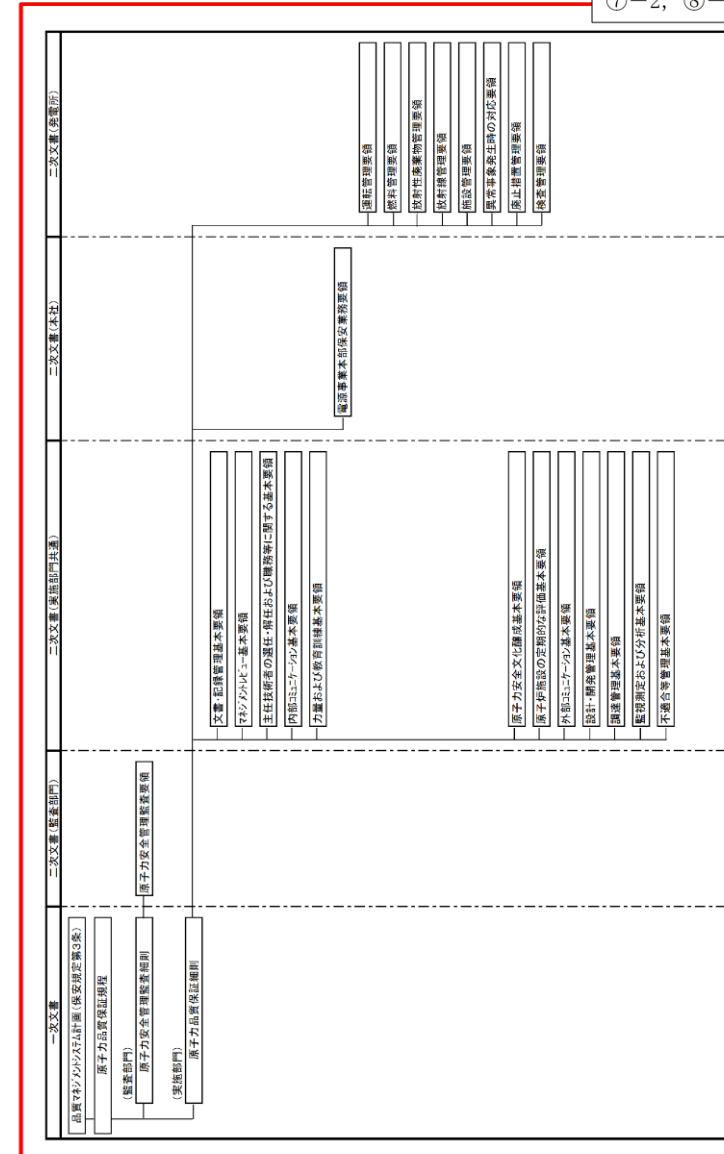 ⑦-2, ⑧-
一次文書
品質マネジメントシステム計画(保安規定第3条)
原子力品質保証規程
(監査部門)
原子力安全管理監査細則
(実施部門)
原子力品質保証細則
二次文書(監査部門)
原子力安全管理監査要領
二次文書(実施部門共通)
文書・記録管理基本要領
マネジメントレビュー基本要領
主任技術者の選任・解任および職務等に関する基本要領
内部コミュニケーション基本要領
力量および教育訓練基本要領
原子力安全文化醸成基本要領
原子炉施設の定期的な評価基本要領
外部コミュニケーション基本要領
設計・開発管理基本要領
調達管理基本要領
監視測定および分析基本要領
不適合等管理基本要領
二次文書(本社)
電源事業本部保安業務要領
二次文書(発電所)
運転管理要領
燃料管理要領
放射性廃棄物管理要領
放射線管理要領
施設管理要領
異常事象発生時の対応要領
廃止措置管理要領
検査管理要領